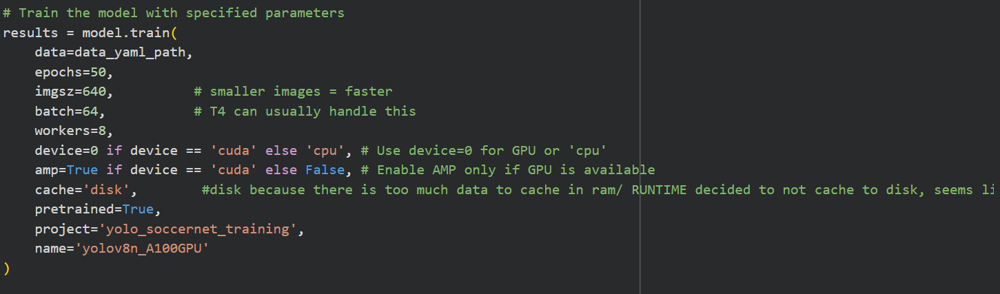 # Train the model with specified parameters
results = model.train(
    data=data_yaml_path,
    epochs=50,
    imgsz=640,          # smaller images = faster
    batch=64,           # T4 can usually handle this
    workers=8,
    device=0 if device == 'cuda' else 'cpu', # Use device=0 for GPU or 'cpu'
    amp=True if device == 'cuda' else False, # Enable AMP only if GPU is available
    cache='disk',        #disk because there is too much data to cache in ram/ RUNTIME decided to not cache to disk, seems
    pretrained=True,
    project='yolo_soccernet_training',
    name='yolov8n_A100GPU'
)